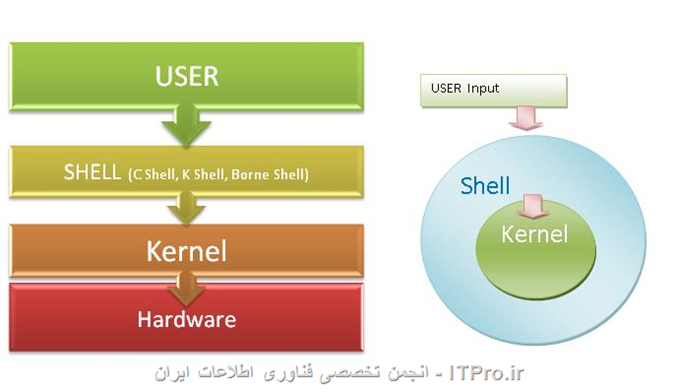 USER
SHELL (C Shell, K Shell, Borne Shell)
Kernel
Hardware
USER Input
Shell
Kernel
ITPro.ir - انجمن تخصصی فناوری اطلاعات ایران